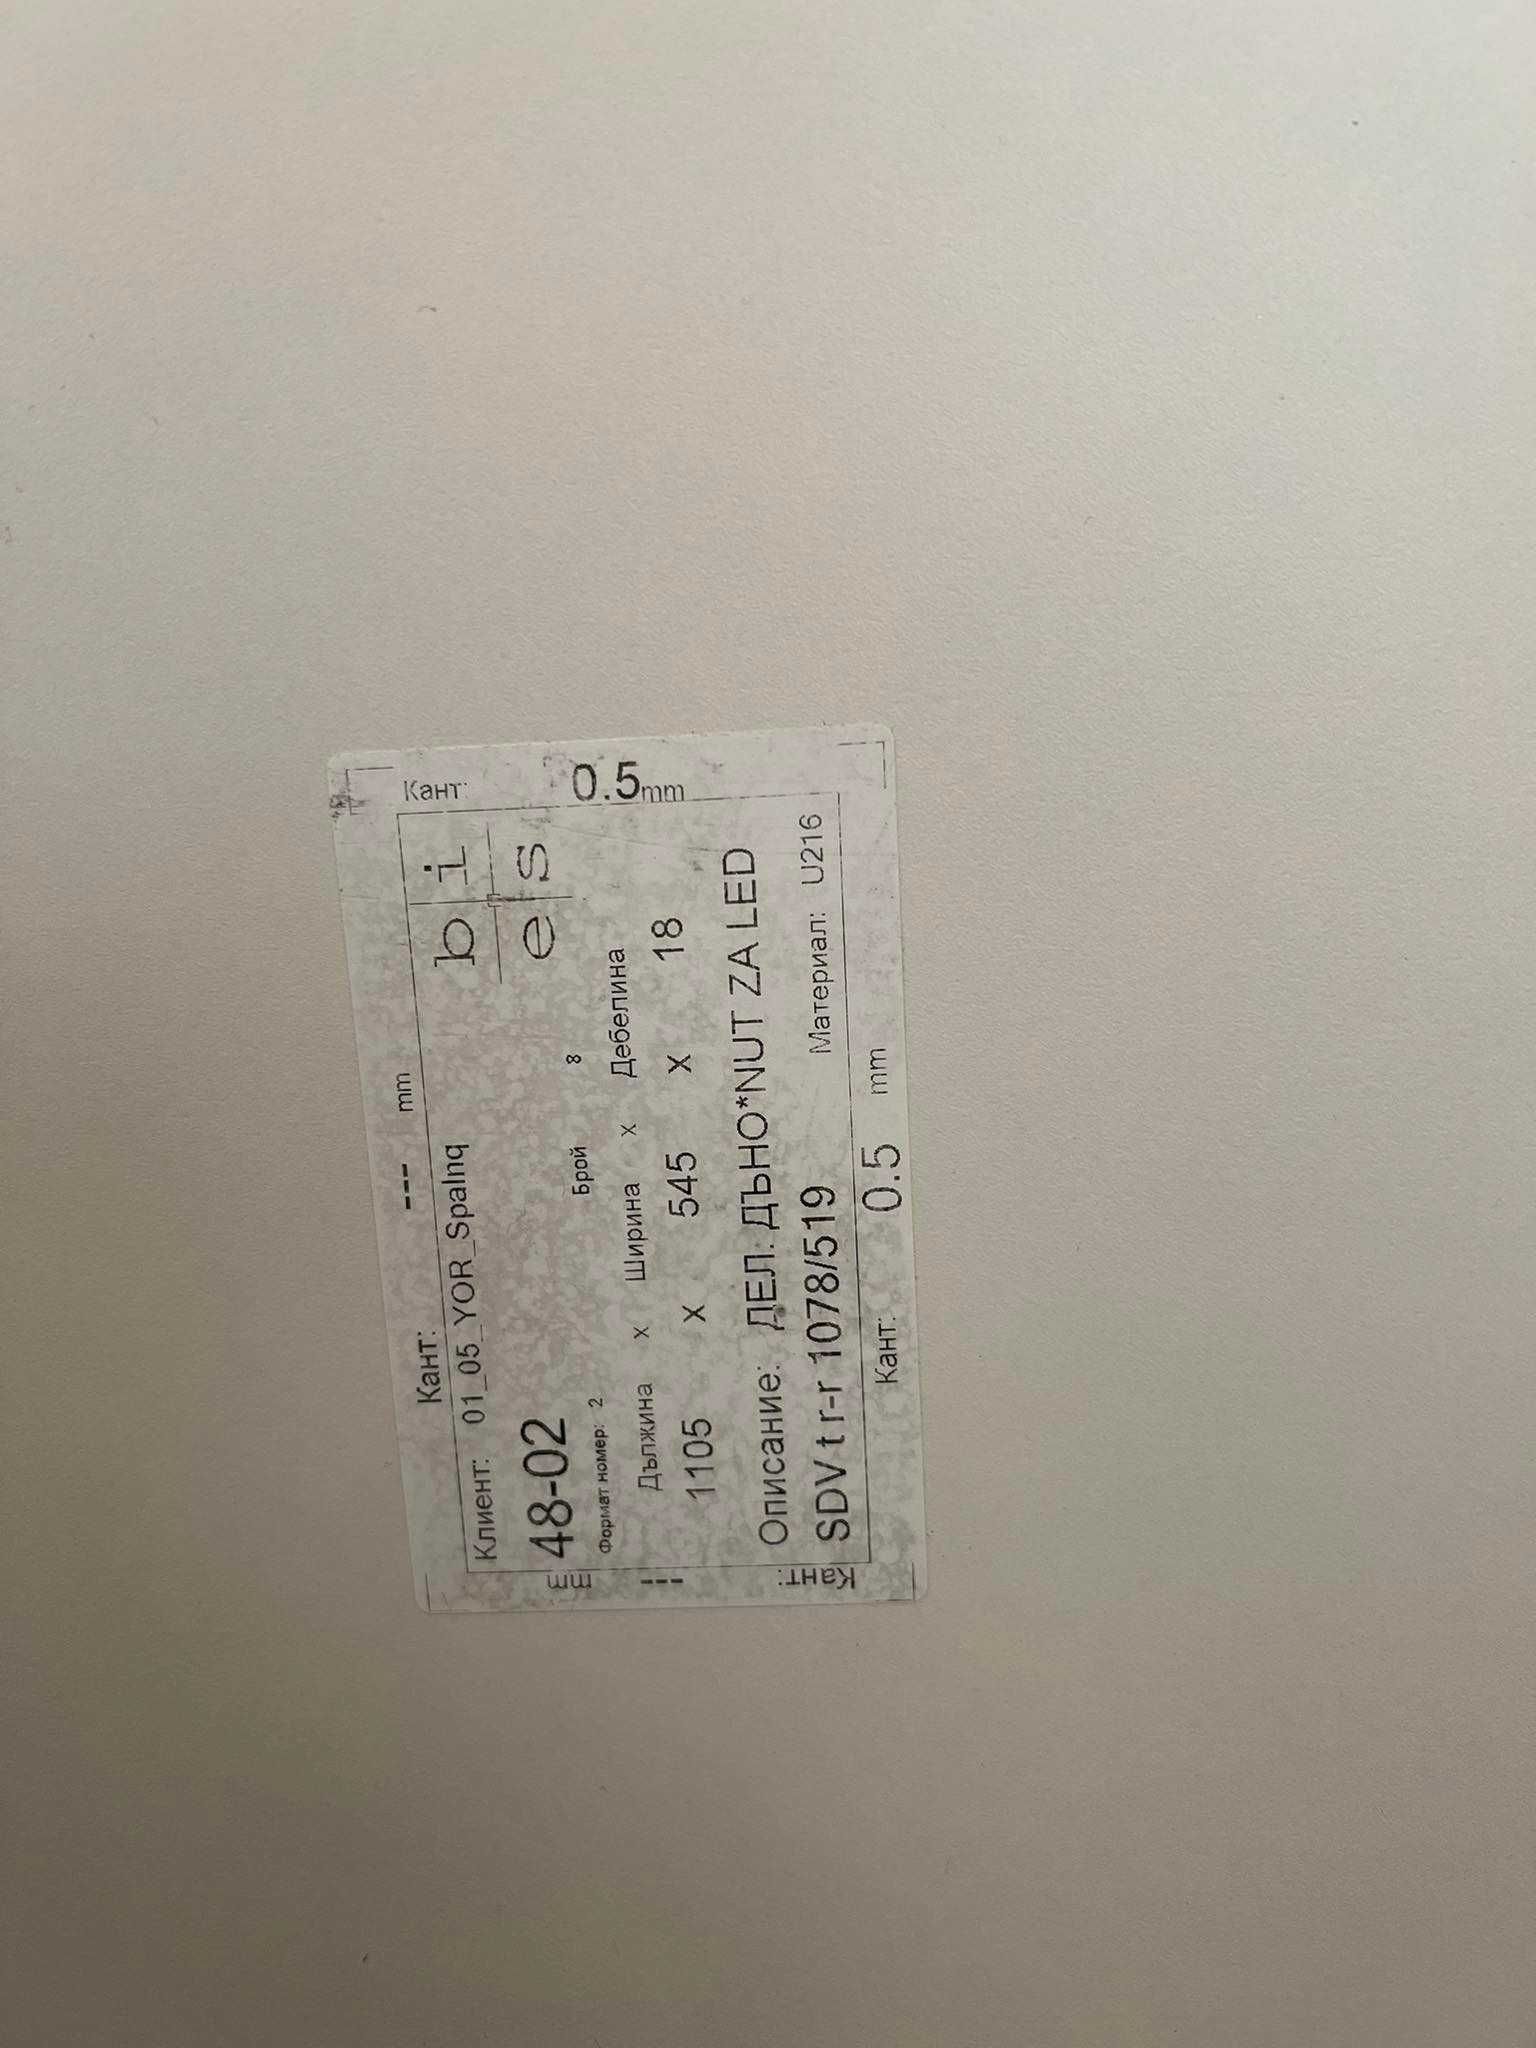 Кант: --- mm
Клиент: 01_05_YOR_Spalnq
b i
e s
48-02
Формат номер: 2 Брой 8
Дължина x Ширина x Дебелина
1105 x 545 x 18
Описание: ДЕЛ. ДЪНО*NUT ZA LED
SDV t r-r 1078/519 Материал: U216
Кант: 0.5 mm
Кант: --- mm
Кант: 0.5mm